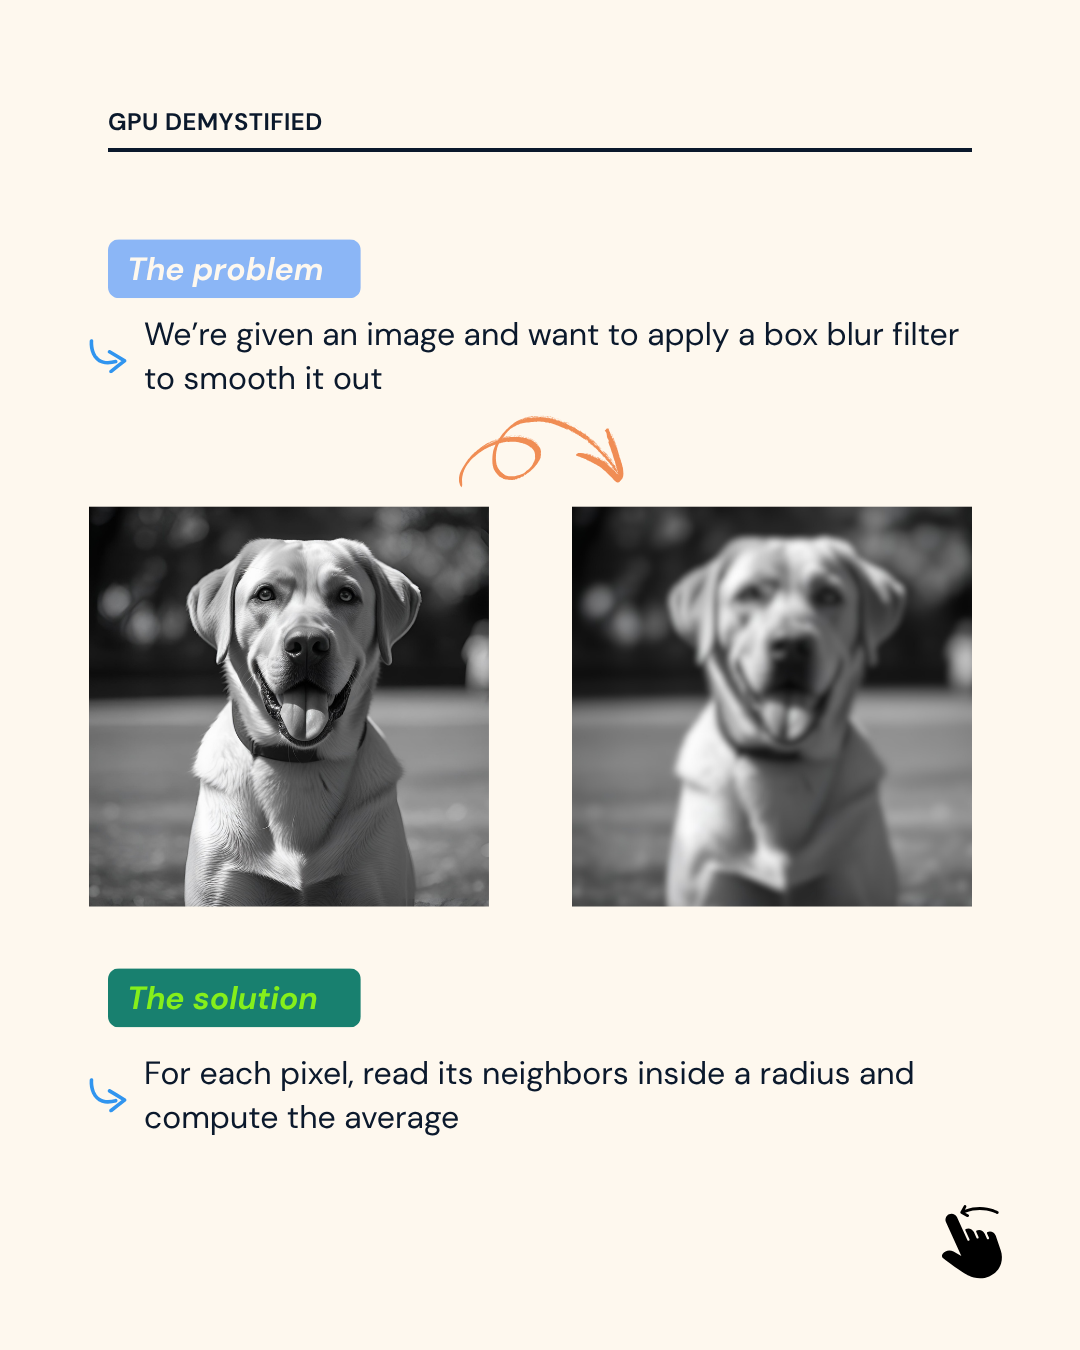 GPU DEMYSTIFIED
The problem
We’re given an image and want to apply a box blur filter
to smooth it out
The solution
For each pixel, read its neighbors inside a radius and
compute the average